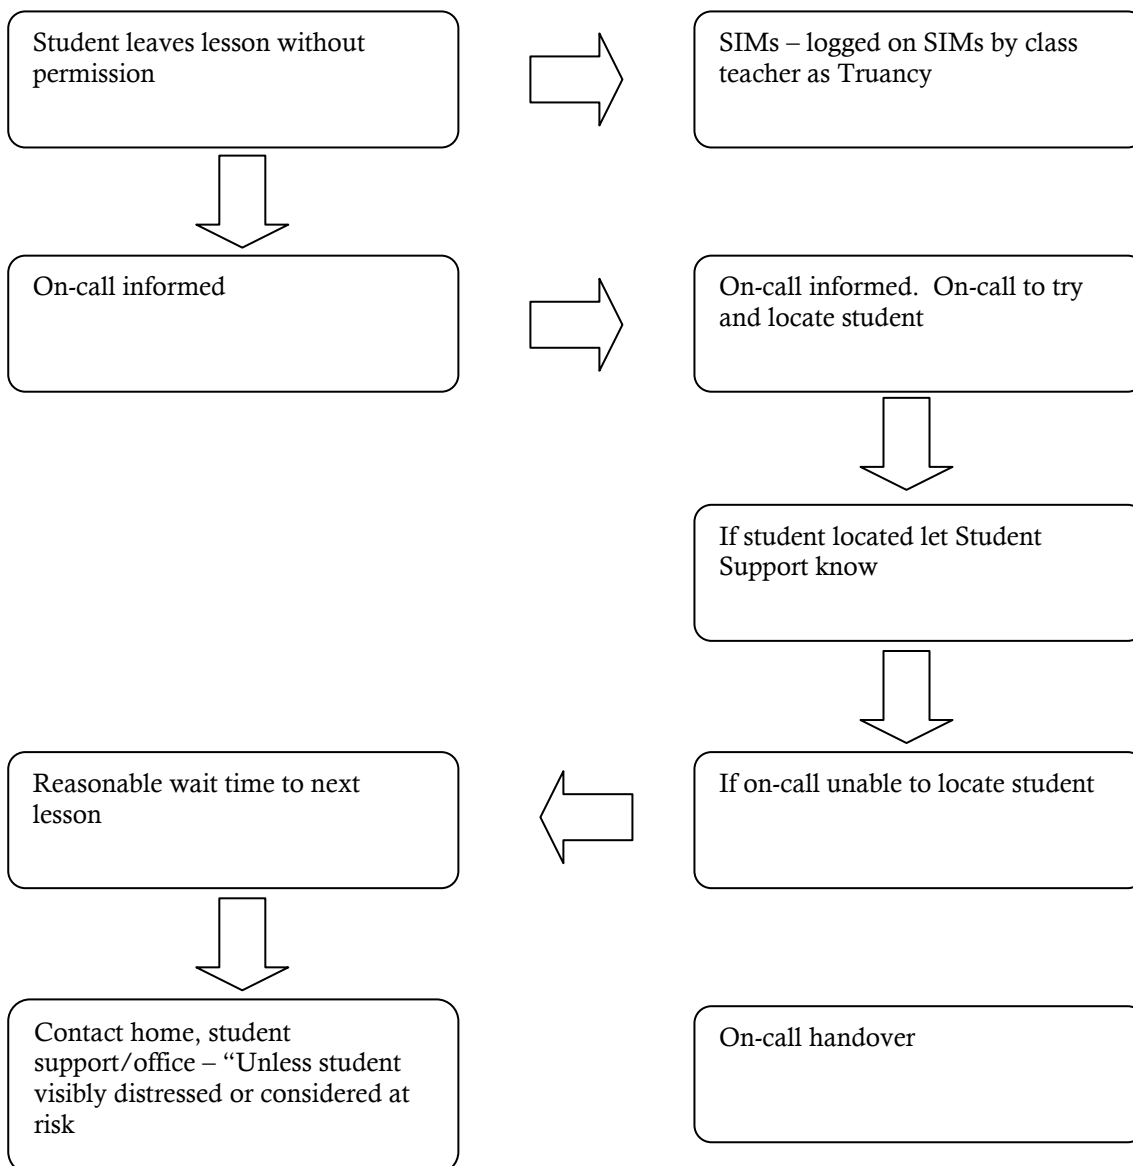 Student leaves lesson without
permission
SIMs – logged on SIMs by class
teacher as Truancy
On-call informed
On-call informed.  On-call to try
and locate student
If student located let Student
Support know
If on-call unable to locate student
Reasonable wait time to next
lesson
Contact home, student
support/office – “Unless student
visibly distressed or considered at
risk
On-call handover